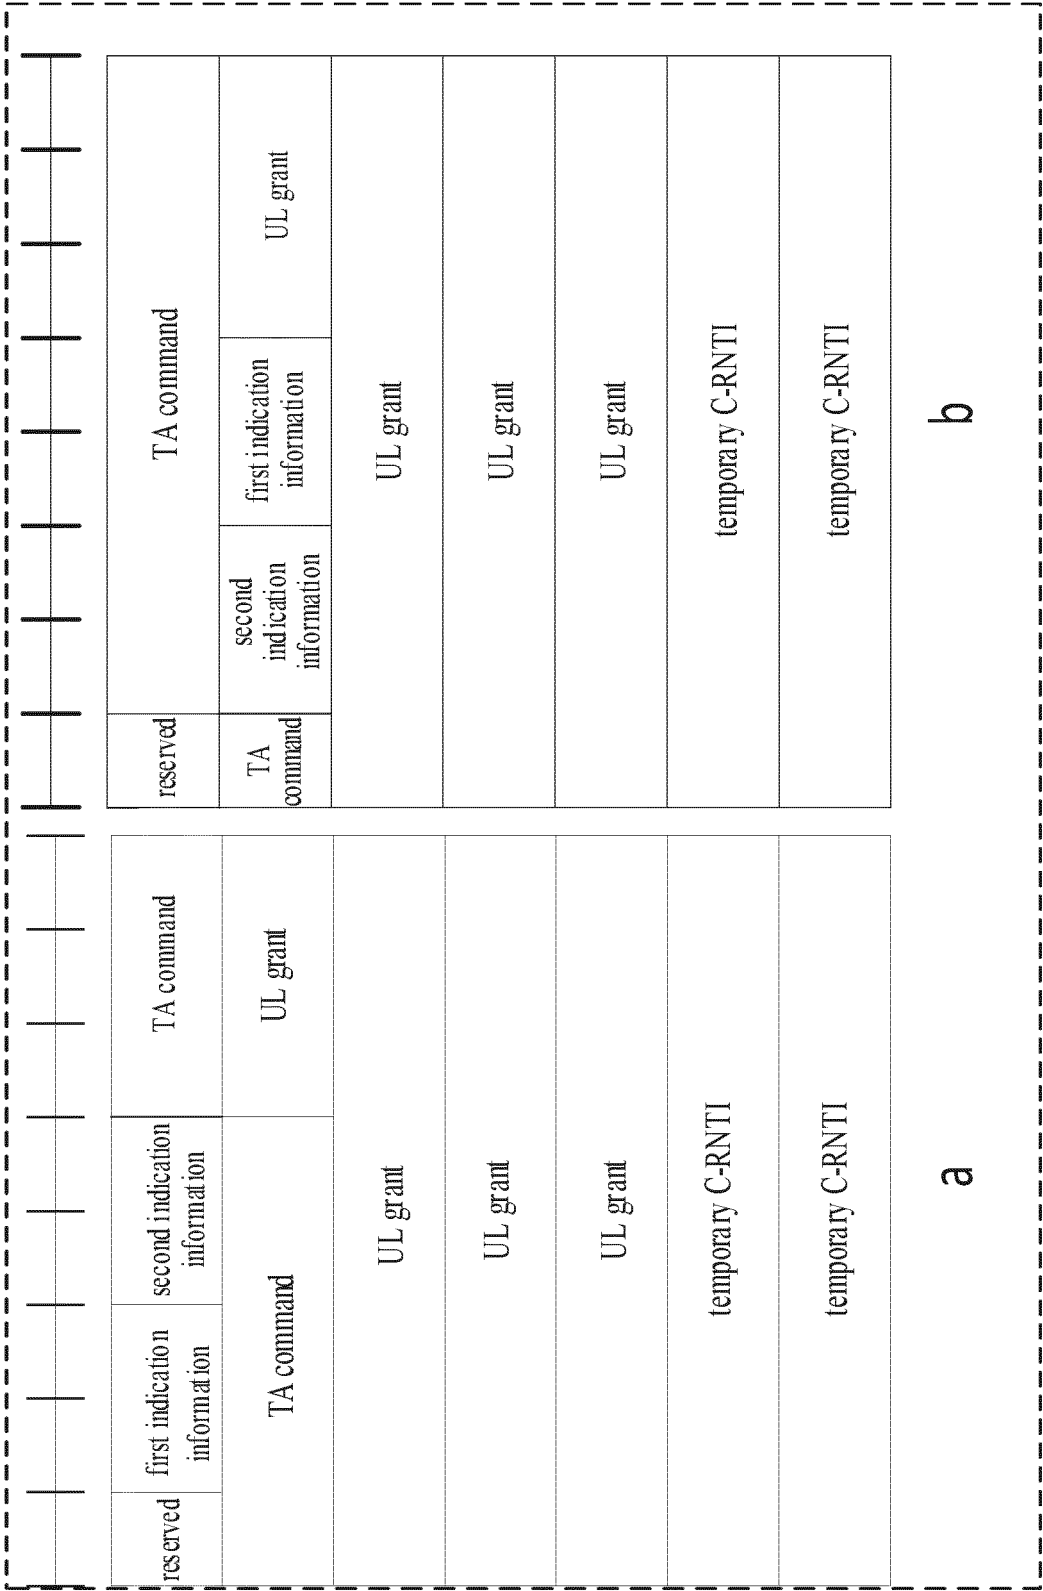 reserved
first indication
information
second indication
information
TA command
TA command
UL grant
UL grant
UL grant
UL grant
temporary C-RNTI
temporary C-RNTI
a
reserved
TA command
TA
command
second
indication
information
first indication
information
UL grant
UL grant
UL grant
UL grant
temporary C-RNTI
temporary C-RNTI
b